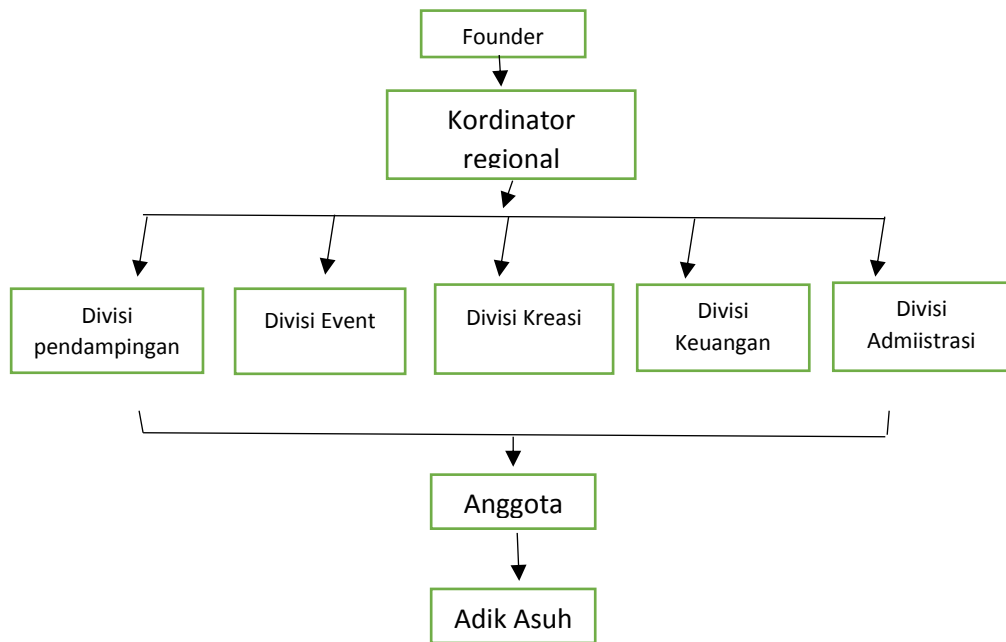 Founder
Kordinator
regional
Divisi
pendampingan
Divisi Event
Divisi Kreasi
Divisi
Keuangan
Divisi
Admiistrasi
Anggota
Adik Asuh